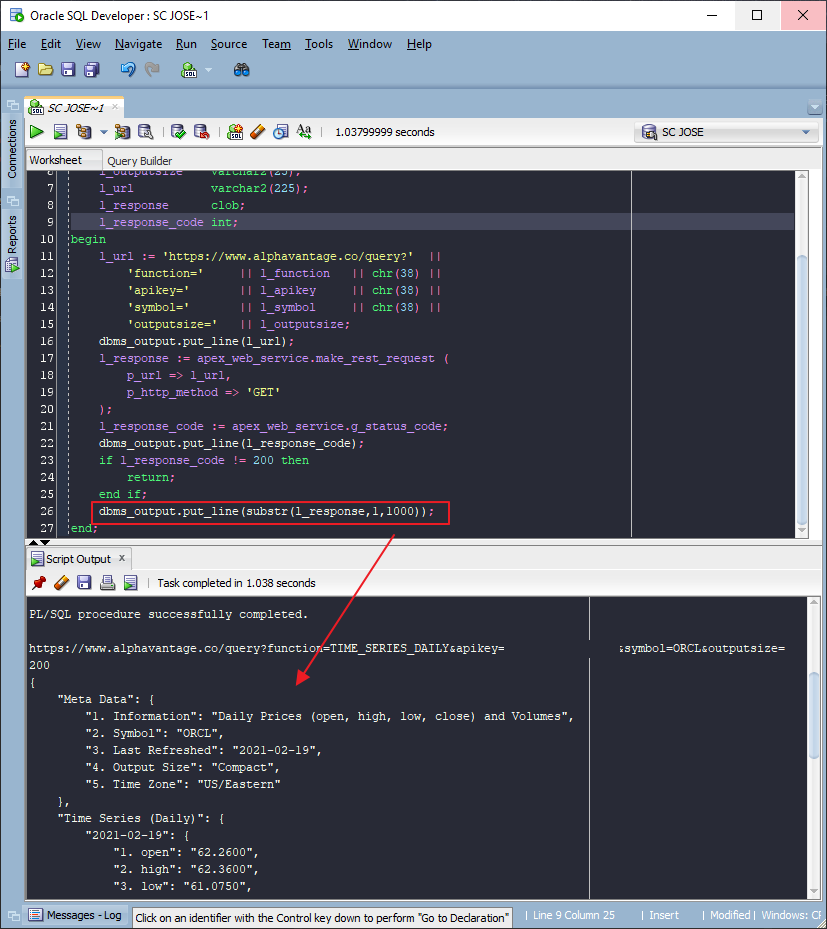 Oracle SQL Developer : SC JOSE~1
File Edit View Navigate Run Source Team Tools Window Help
SC JOSE~1
1.03799999 seconds
SC JOSE
Connections
Reports
Worksheet Query Builder
6 l_outputsize varchar2(25);
7 l_url varchar2(225);
8 l_response clob;
9 l_response_code int;
10 begin
11 l_url := 'https://www.alphavantage.co/query?' ||
12 'function=' || l_function || chr(38) ||
13 'apikey=' || l_apikey || chr(38) ||
14 'symbol=' || l_symbol || chr(38) ||
15 'outputsize=' || l_outputsize;
16 dbms_output.put_line(l_url);
17 l_response := apex_web_service.make_rest_request (
18 p_url => l_url,
19 p_http_method => 'GET'
20 );
21 l_response_code := apex_web_service.g_status_code;
22 dbms_output.put_line(l_response_code);
23 if l_response_code != 200 then
24 return;
25 end if;
26 dbms_output.put_line(substr(l_response,1,1000));
27 end;
Script Output
Task completed in 1.038 seconds
PL/SQL procedure successfully completed.
https://www.alphavantage.co/query?function=TIME_SERIES_DAILY&apikey= &symbol=ORCL&outputsize=
200
{
"Meta Data": {
"1. Information": "Daily Prices (open, high, low, close) and Volumes",
"2. Symbol": "ORCL",
"3. Last Refreshed": "2021-02-19",
"4. Output Size": "Compact",
"5. Time Zone": "US/Eastern"
},
"Time Series (Daily)": {
"2021-02-19": {
"1. open": "62.2600",
"2. high": "62.3600",
"3. low": "61.0750",
Messages - Log
Click on an identifier with the Control key down to perform "Go to Declaration"
Line 9 Column 25 | Insert | Modified | Windows: